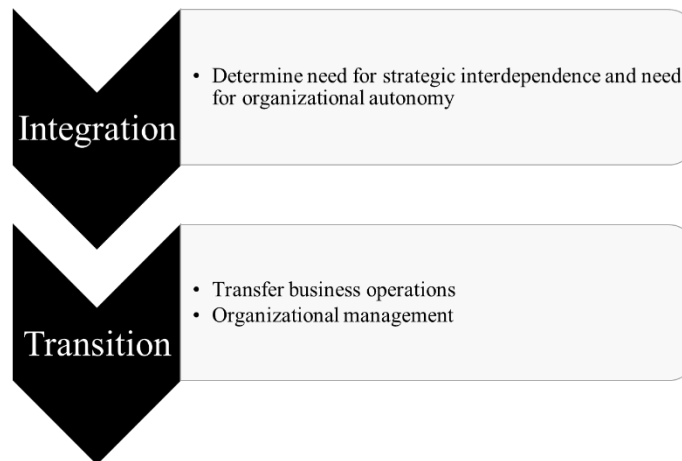 Integration
• Determine need for strategic interdependence and need
for organizational autonomy
Transition
• Transfer business operations
• Organizational management